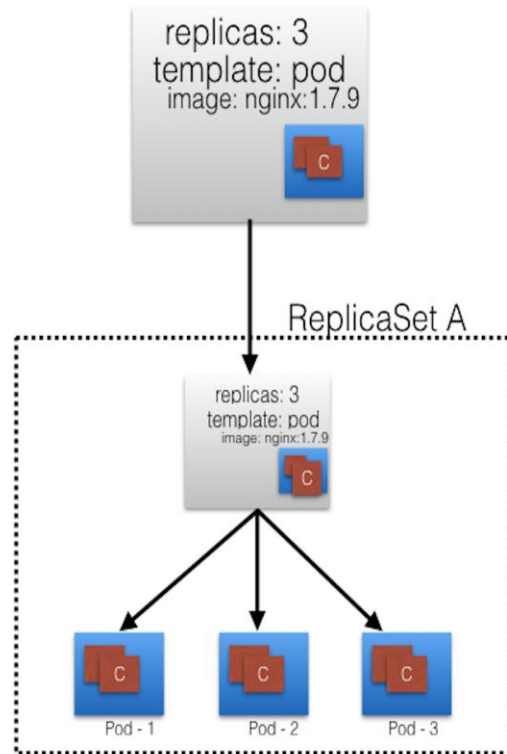 replicas: 3
template: pod
image: nginx:1.7.9
C
ReplicaSet A
replicas: 3
template: pod
image: nginx:1.7.9
C
C
C
C
Pod - 1
Pod - 2
Pod - 3